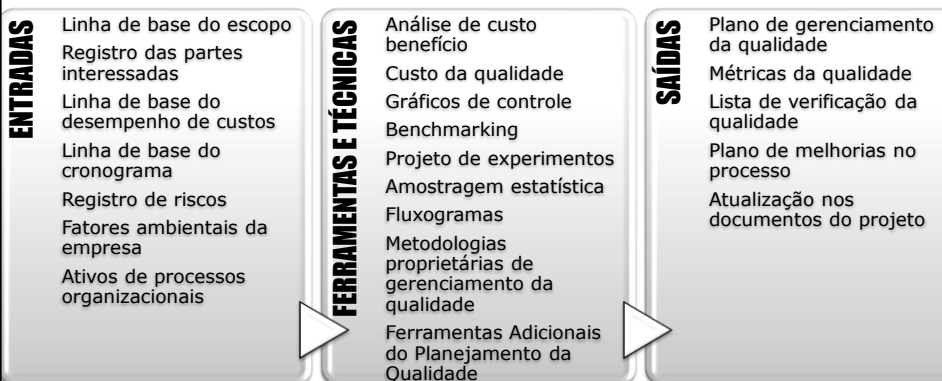 ENTRADAS
Linha de base do escopo
Registro das partes
interessadas
Linha de base do
desempenho de custos
Linha de base do
cronograma
Registro de riscos
Fatores ambientais da
empresa
Ativos de processos
organizacionais
FERRAMENTAS E TÉCNICAS
Análise de custo
benefício
Custo da qualidade
Gráficos de controle
Benchmarking
Projeto de experimentos
Amostragem estatística
Fluxogramas
Metodologias
proprietárias de
gerenciamento da
qualidade
Ferramentas Adicionais
do Planejamento da
Qualidade
SAÍDAS
Plano de gerenciamento
da qualidade
Métricas da qualidade
Lista de verificação da
qualidade
Plano de melhorias no
processo
Atualização nos
documentos do projeto